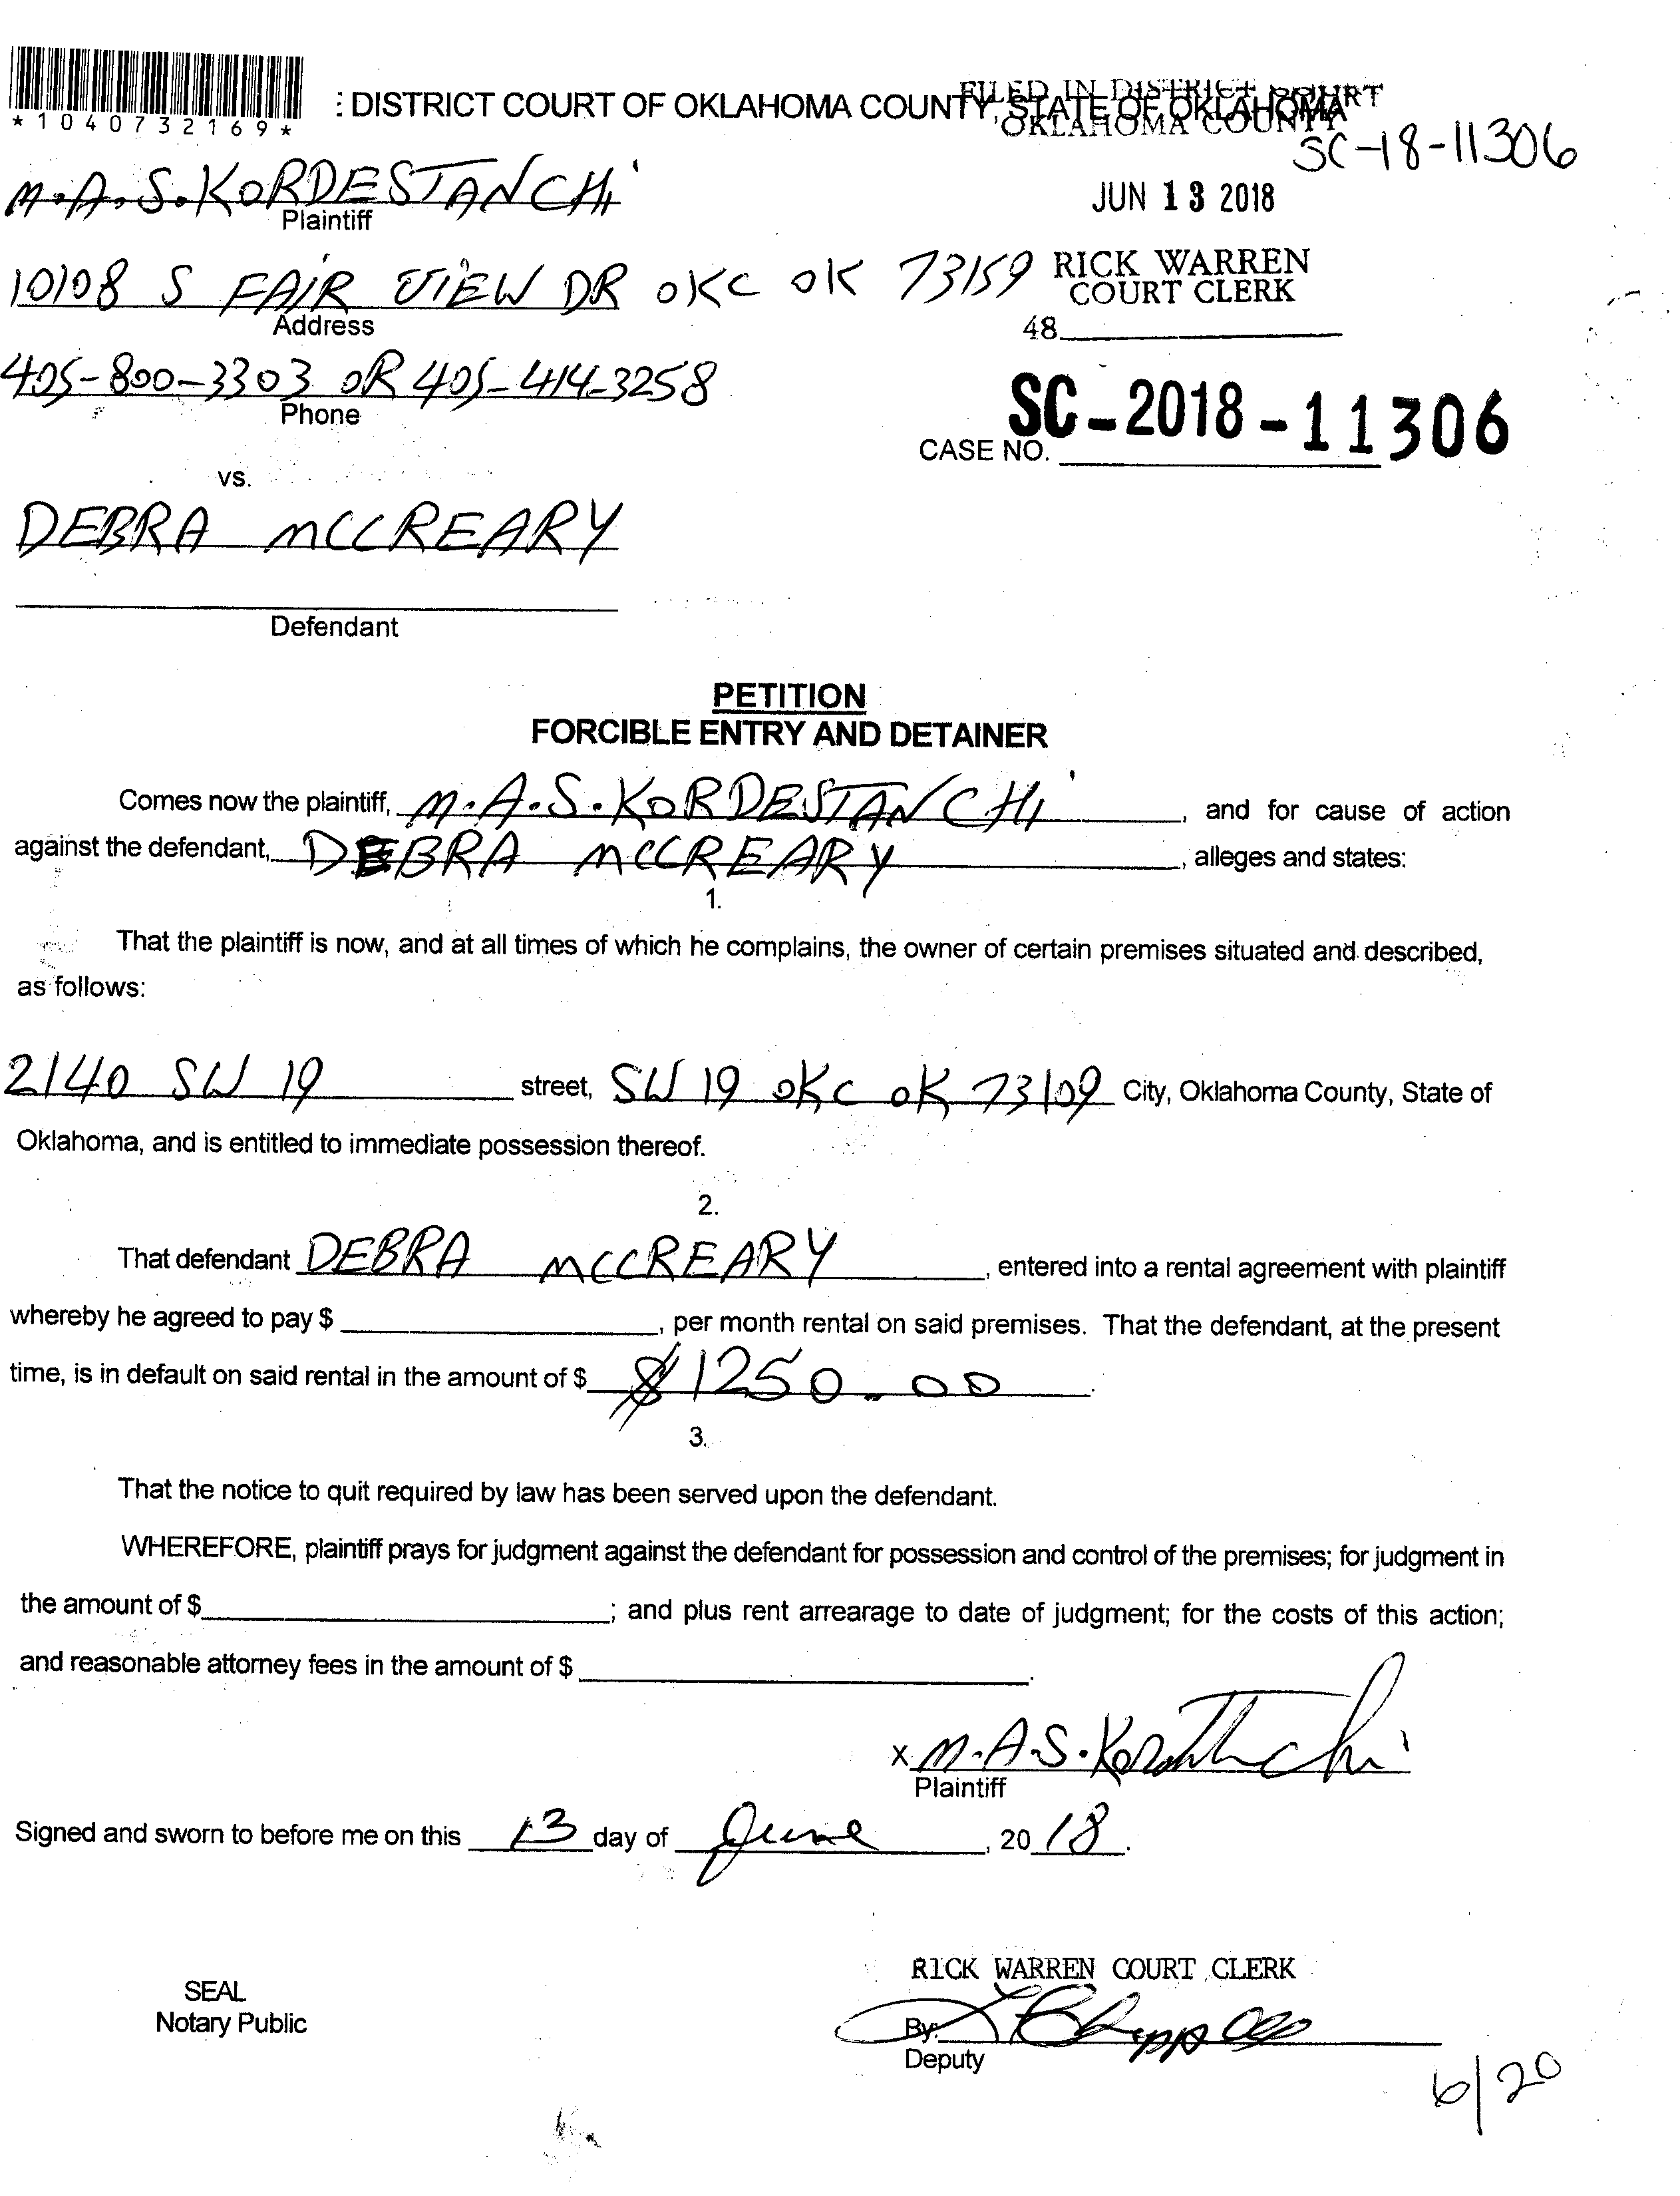 *1040732169*
: DISTRICT COURT OF OKLAHOMA COUNTY, STATE OF OKLAHOMA
FILED IN DISTRICT COURT
OKLAHOMA COUNTY
SC-18-11306
M.A.S.KORDESTANCHi
Plaintiff
JUN 13 2018
10108 S FAIR VIEW DR OKC OK 73159
Address
RICK WARREN
COURT CLERK
48
405-800-3303 OR 405-414-3258
Phone
SC-2018-11306
CASE NO.
vs.
DEBRA MCCREARY
Defendant
PETITION
FORCIBLE ENTRY AND DETAINER
Comes now the plaintiff, M.A.S.KORDESTANCHi, and for cause of action
against the defendant, DEBRA MCCREARY, alleges and states:
1.
That the plaintiff is now, and at all times of which he complains, the owner of certain premises situated and described,
as follows:
2140 SW 19 street, SW 19 OKC OK 73109 City, Oklahoma County, State of
Oklahoma, and is entitled to immediate possession thereof.
2.
That defendant DEBRA MCCREARY, entered into a rental agreement with plaintiff
whereby he agreed to pay $, per month rental on said premises. That the defendant, at the present
time, is in default on said rental in the amount of $ $1250.00.
3.
That the notice to quit required by law has been served upon the defendant.
WHEREFORE, plaintiff prays for judgment against the defendant for possession and control of the premises; for judgment in
the amount of $; and plus rent arrearage to date of judgment; for the costs of this action;
and reasonable attorney fees in the amount of $.
x M.A.S.
Plaintiff
Signed and sworn to before me on this 13 day of June, 20 18.
RICK WARREN COURT CLERK
SEAL
Notary Public
By:
Deputy
6/20